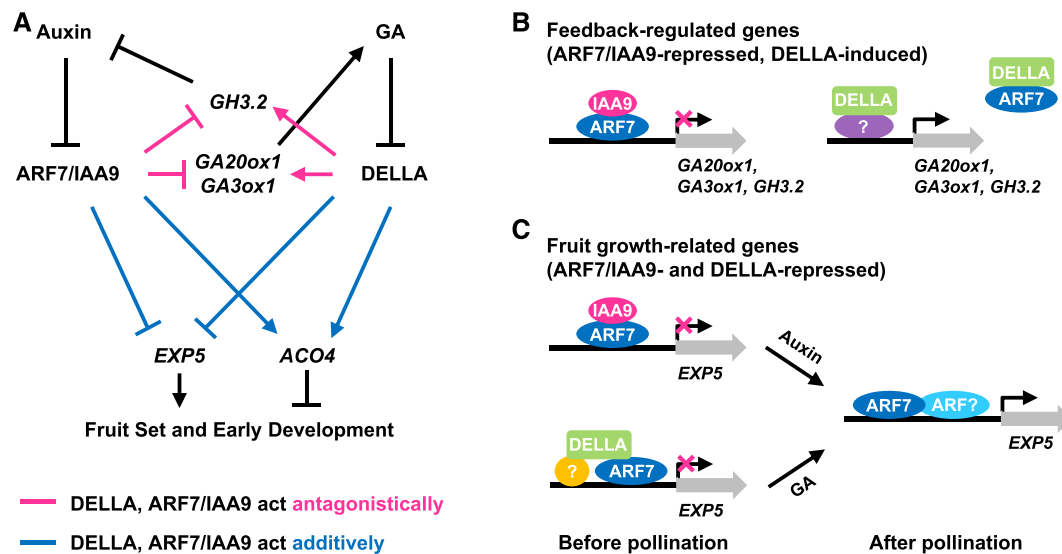 A
Auxin
GA
GH3.2
GA20ox1
GA3ox1
ARF7/IAA9
DELLA
EXP5
ACO4
Fruit Set and Early Development
DELLA, ARF7/IAA9 act antagonistically
DELLA, ARF7/IAA9 act additively
B
Feedback-regulated genes
(ARF7/IAA9-repressed, DELLA-induced)
IAA9
ARF7
GA20ox1,
GA3ox1, GH3.2
DELLA
?
GA20ox1,
GA3ox1, GH3.2
DELLA
ARF7
C
Fruit growth-related genes
(ARF7/IAA9- and DELLA-repressed)
IAA9
ARF7
EXP5
Auxin
DELLA
?
ARF7
EXP5
GA
ARF7
ARF?
EXP5
Before pollination
After pollination